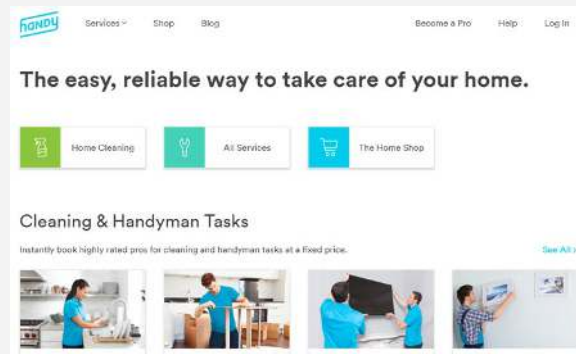 HANDY
Services
Shop
Blog
Become a Pro
Help
Log In
The easy, reliable way to take care of your home.
Home Cleaning
All Services
The Home Shop
Cleaning & Handyman Tasks
Instantly book highly rated pros for cleaning and handyman tasks at a fixed price.
See All